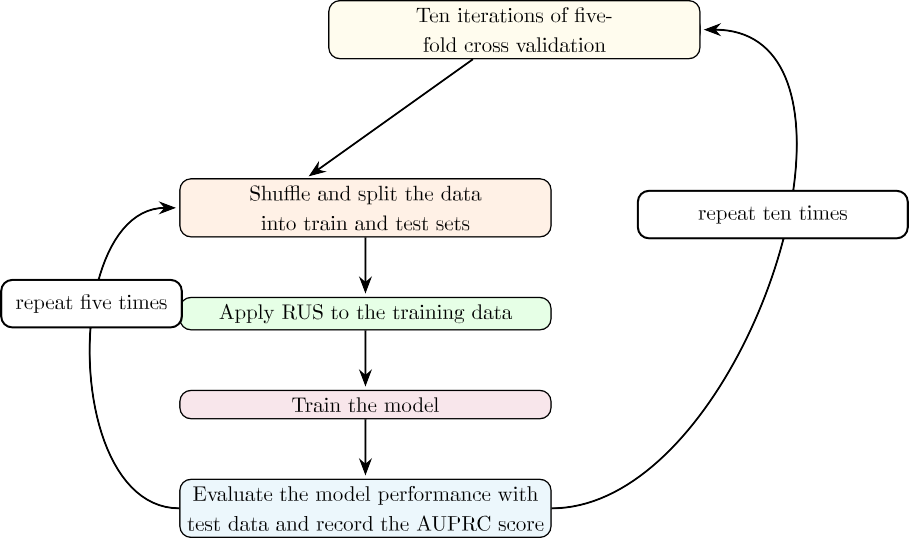 Ten iterations of five-
fold cross validation
Shuffle and split the data
into train and test sets
repeat ten times
repeat five times
Apply RUS to the training data
Train the model
Evaluate the model performance with
test data and record the AUPRC score